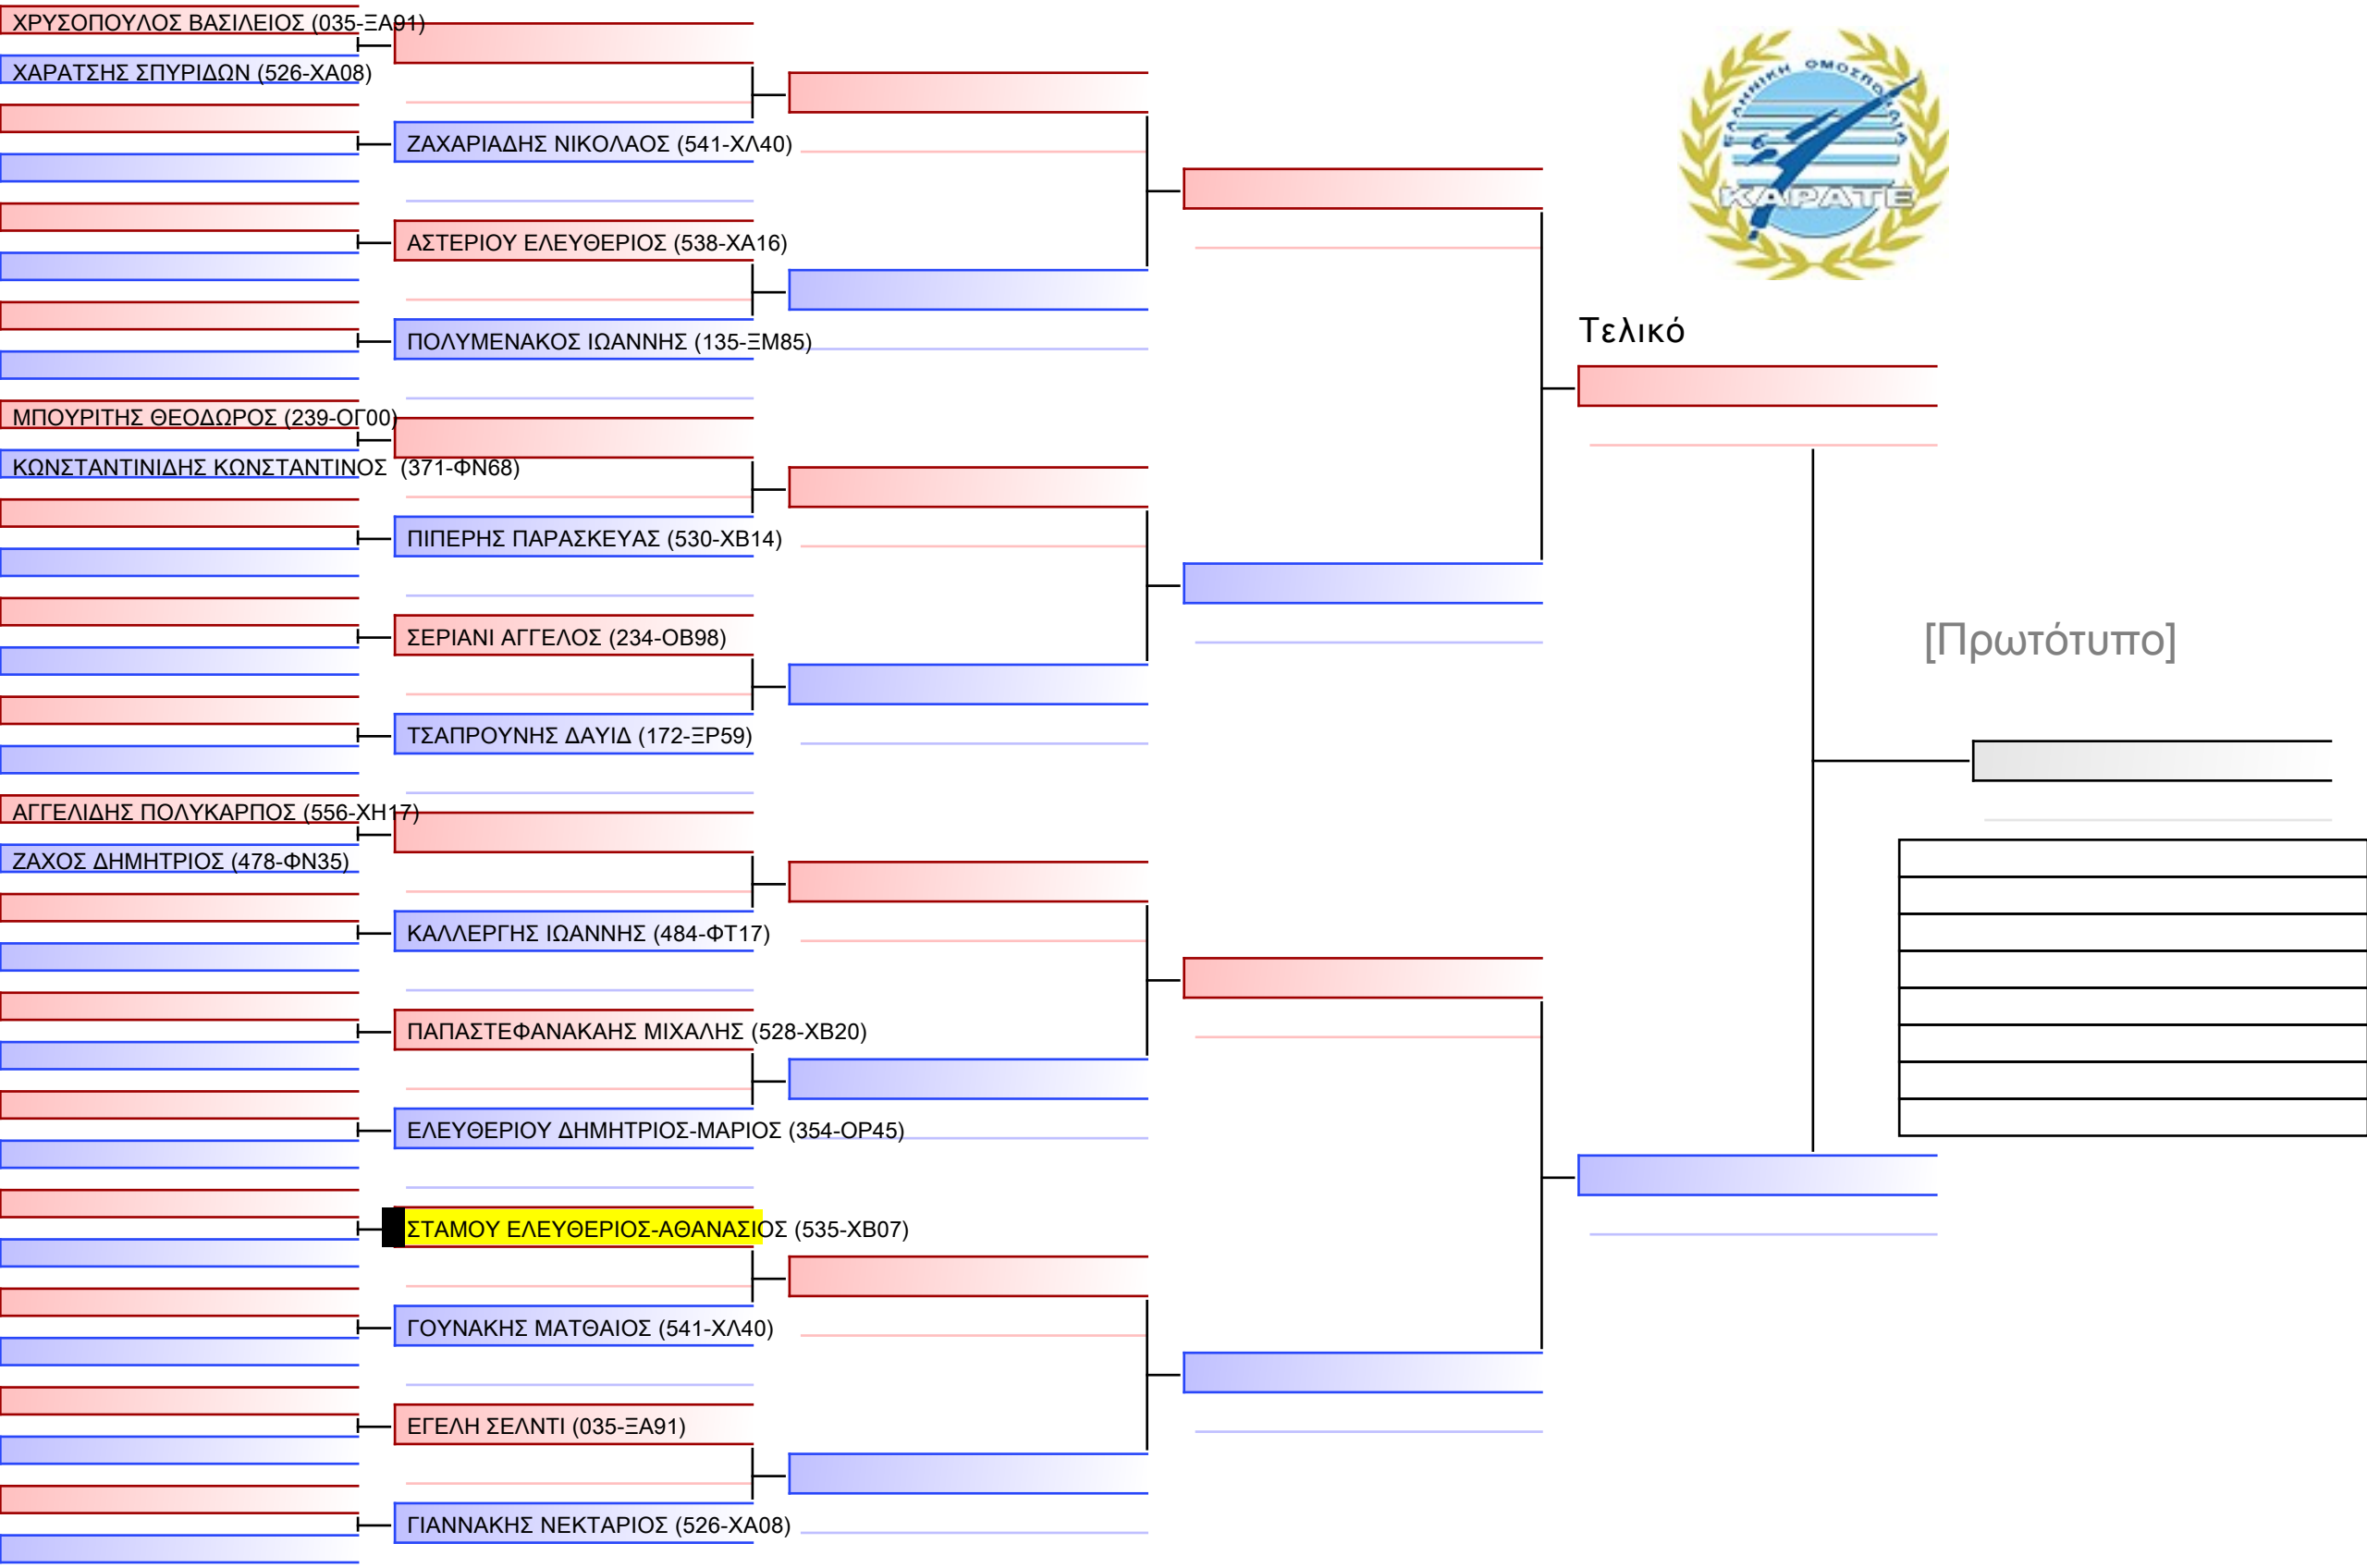 ΧΡΥΣΟΠΟΥΛΟΣ ΒΑΣΙΛΕΙΟΣ (035-ΞΑ91)
ΧΑΡΑΤΣΗΣ ΣΠΥΡΙΔΩΝ (526-ΧΑ08)
ΖΑΧΑΡΙΑΔΗΣ ΝΙΚΟΛΑΟΣ (541-ΧΛ40)
ΑΣΤΕΡΙΟΥ ΕΛΕΥΘΕΡΙΟΣ (538-ΧΑ16)
ΠΟΛΥΜΕΝΑΚΟΣ ΙΩΑΝΝΗΣ (135-ΞΜ85)
ΜΠΟΥΡΙΤΗΣ ΘΕΟΔΩΡΟΣ (239-ΟΓ00)
ΚΩΝΣΤΑΝΤΙΝΙΔΗΣ ΚΩΝΣΤΑΝΤΙΝΟΣ (371-ΦΝ68)
ΠΙΠΕΡΗΣ ΠΑΡΑΣΚΕΥΑΣ (530-ΧΒ14)
ΣΕΡΙΑΝΙ ΑΓΓΕΛΟΣ (234-ΟΒ98)
ΤΣΑΠΡΟΥΝΗΣ ΔΑΥΙΔ (172-ΞΡ59)
ΑΓΓΕΛΙΔΗΣ ΠΟΛΥΚΑΡΠΟΣ (556-ΧΗ17)
ΖΑΧΟΣ ΔΗΜΗΤΡΙΟΣ (478-ΦΝ35)
ΚΑΛΛΕΡΓΗΣ ΙΩΑΝΝΗΣ (484-ΦΤ17)
ΠΑΠΑΣΤΕΦΑΝΑΚΑΗΣ ΜΙΧΑΛΗΣ (528-ΧΒ20)
ΕΛΕΥΘΕΡΙΟΥ ΔΗΜΗΤΡΙΟΣ-ΜΑΡΙΟΣ (354-ΟΡ45)
ΣΤΑΜΟΥ ΕΛΕΥΘΕΡΙΟΣ-ΑΘΑΝΑΣΙΟΣ (535-ΧΒ07)
ΓΟΥΝΑΚΗΣ ΜΑΤΘΑΙΟΣ (541-ΧΛ40)
ΕΓΕΛΗ ΣΕΛΝΤΙ (035-ΞΑ91)
ΓΙΑΝΝΑΚΗΣ ΝΕΚΤΑΡΙΟΣ (526-ΧΑ08)
ΕΛΛΗΝΙΚΗ ΟΜΟΣΠΟΝΔΙΑ
ΚΑΡΑΤΕ
Τελικό
[Πρωτότυπο]